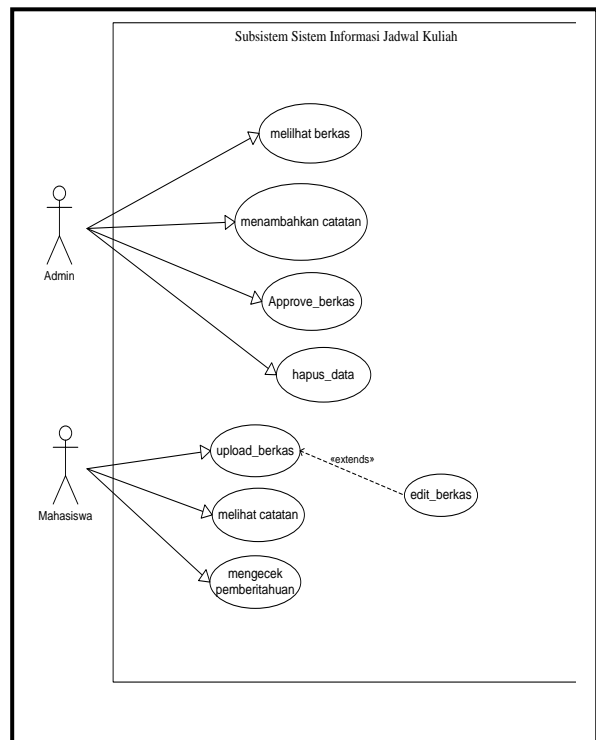 Subsistem Sistem Informasi Jadwal Kuliah
melilhat berkas
menambahkan catatan
Admin
Approve_berkas
hapus_data
upload_berkas
«extends»
edit_berkas
Mahasiswa
melihat catatan
mengecek
pemberitahuan